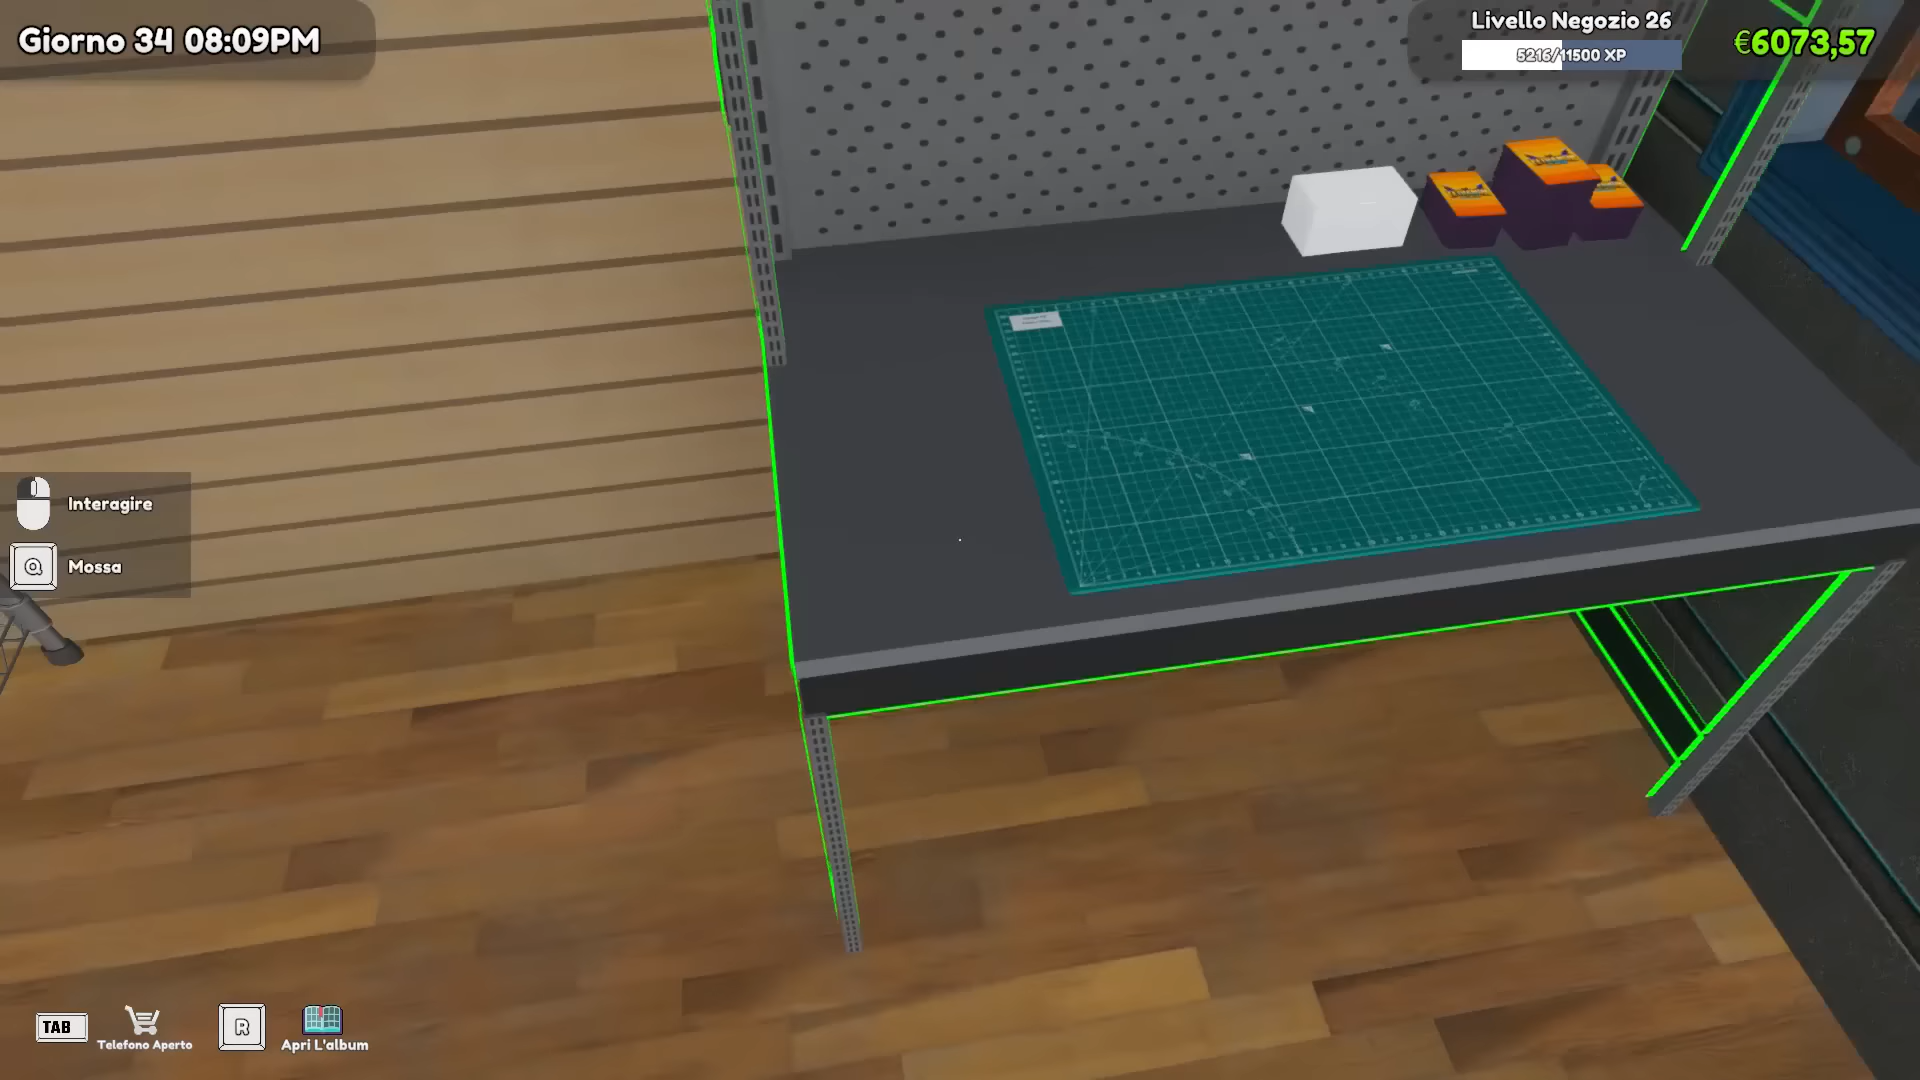 Giorno 34 08:09PM
Livello Negozio 26
5216/11500 XP
€6073,57
Interagire
Q
Mossa
TAB
Telefono Aperto
R
Apri L'album